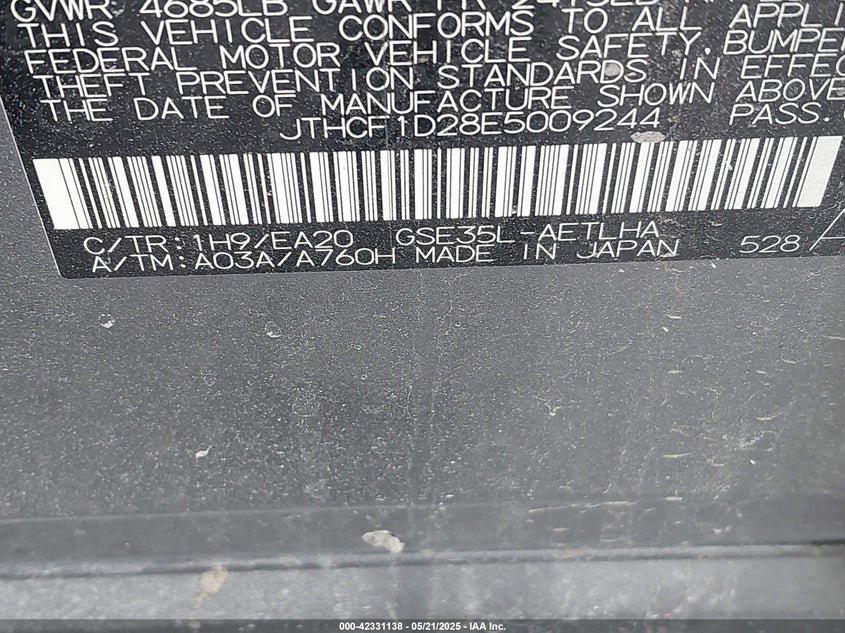 GVWR 4685LB GAWR FR 2415LB
THIS VEHICLE CONFORMS TO ALL APPLI
FEDERAL MOTOR VEHICLE SAFETY, BUMPE
THEFT PREVENTION STANDARDS IN EFFEC
THE DATE OF MANUFACTURE SHOWN ABOVE
JTHCF1D28E5009244 PASS.
C/TR: 1H9/EA20 GSE35L-AETLHA
A/TM: A03A/A760H MADE IN JAPAN 528
000-42331138 - 05/21/2025 - IAA Inc.